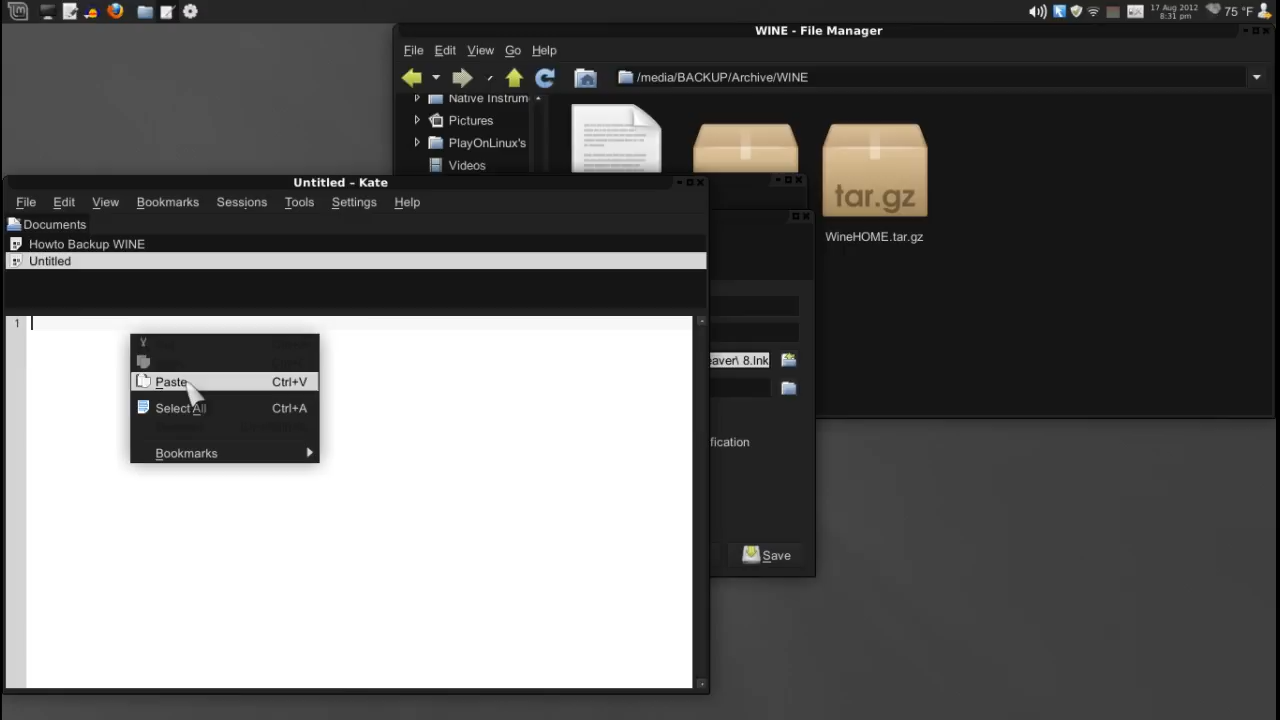 17 Aug 2012
8:31 pm
75 °F
WINE - File Manager
File Edit View Go Help
/media/BACKUP/Archive/WINE
Native Instrum
Pictures
PlayOnLinux's
Videos
tar.gz
WineHOME.tar.gz
Untitled – Kate
File Edit View Bookmarks Sessions Tools Settings Help
Documents
Howto Backup WINE
Untitled
1
Paste Ctrl+V
Select All Ctrl+A
Bookmarks
eaver\ 8.lnk
fication
Save